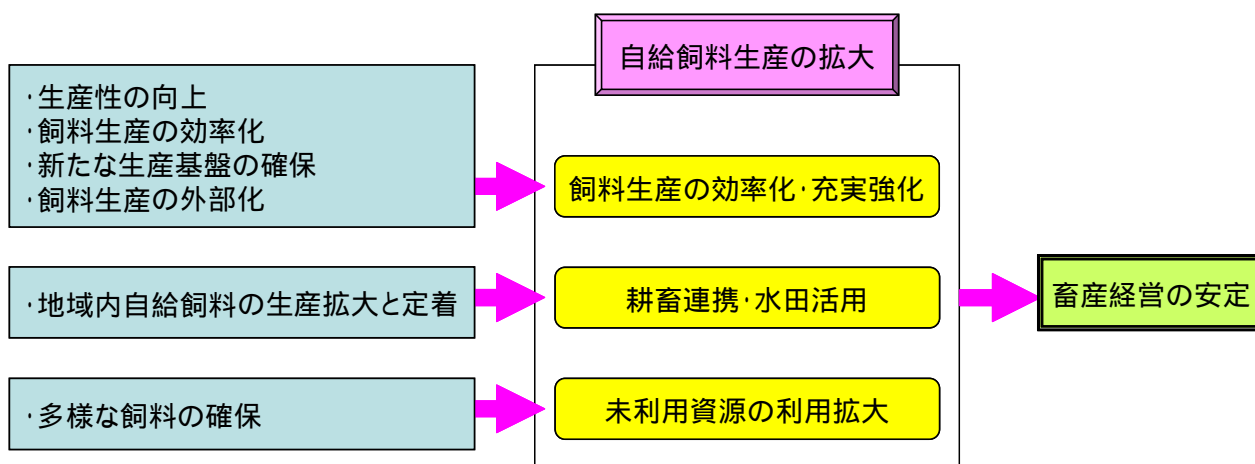 自給飼料生産の拡大
·生産性の向上
·飼料生産の効率化
·新たな生産基盤の確保
·飼料生産の外部化
飼料生産の効率化·充実強化
·地域内自給飼料の生産拡大と定着
耕畜連携·水田活用
畜産経営の安定
·多様な飼料の確保
未利用資源の利用拡大